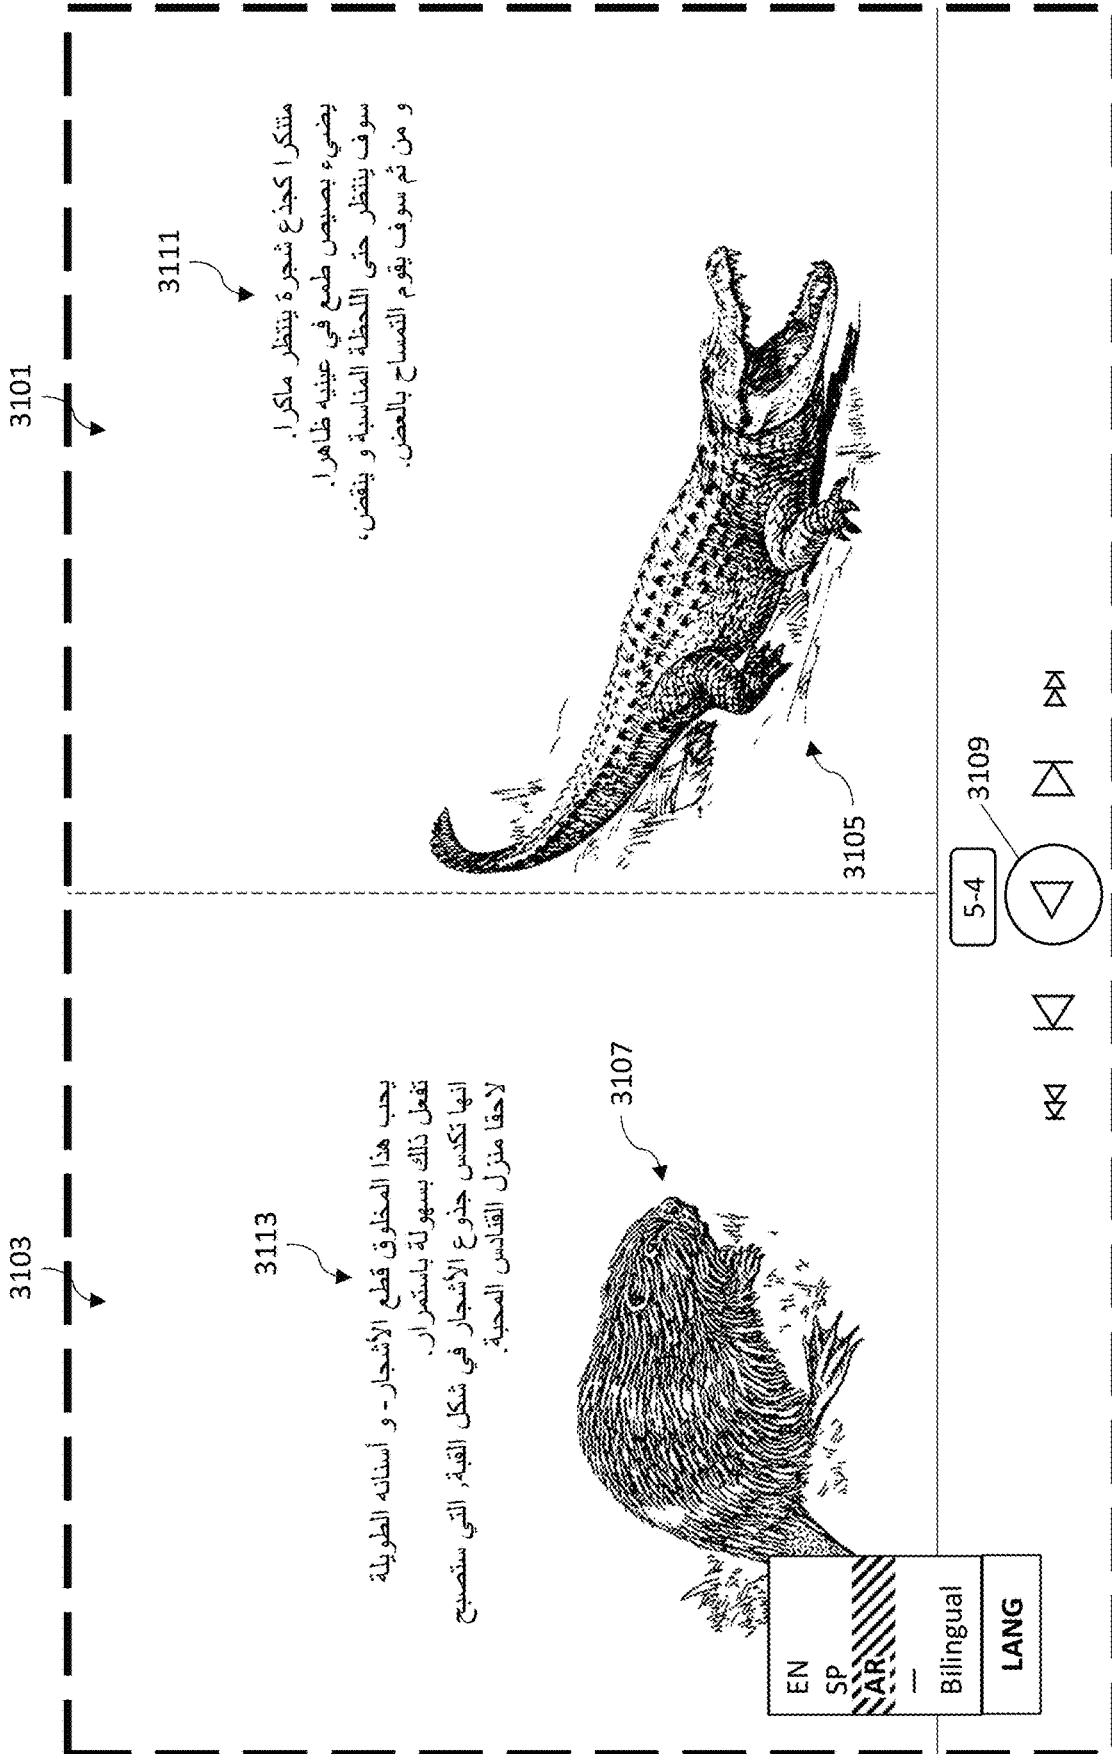 3103
3101
3111
متنكرا كجذع شجرة ينتظر ماكرا.
يضيء بصيص طمع في عينيه ظاهرا.
سوف ينتظر حتى اللحظة المناسبة و ينقض،
و من ثم سوف يقوم التمساح بالعض.
3105
3113
يحب هذا المخلوق قطع الأشجار- و أسنانه الطويلة
تفعل ذلك بسهولة باستمرار.
انها تكدس جذوع الأشجار في شكل القبة, التي ستصبح
لاحقا منزل القنادس المحبة.
3107
EN
SP
AR
—
Bilingual
LANG
5-4
3109